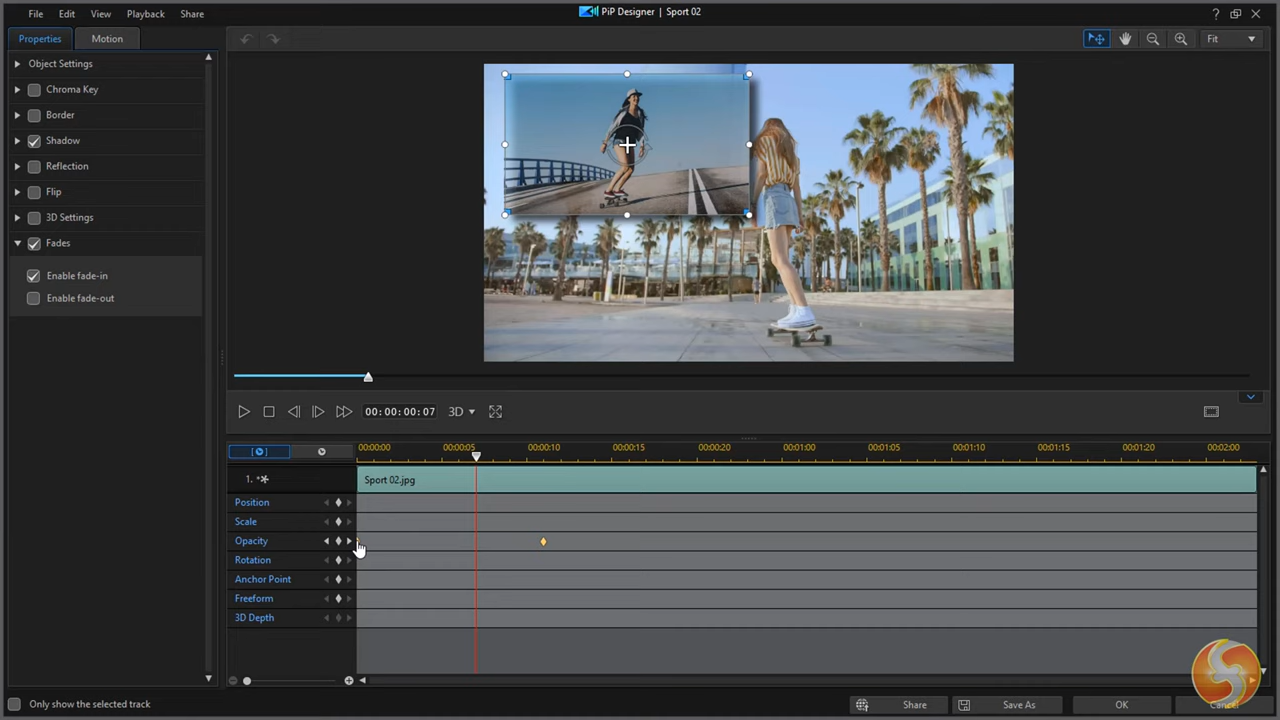 File Edit View Playback Share
PiP Designer | Sport 02
?
Properties Motion
Fit
Object Settings
Chroma Key
Border
Shadow
Reflection
Flip
3D Settings
Fades
Enable fade-in
Enable fade-out
00:00:00:07 3D
00:00:00 00:00:05 00:00:10 00:00:15 00:00:20 00:01:00 00:01:05 00:01:10 00:01:15 00:01:20 00:02:00
1. Sport 02.jpg
Position
Scale
Opacity
Rotation
Anchor Point
Freeform
3D Depth
Only show the selected track
Share Save As OK Cancel